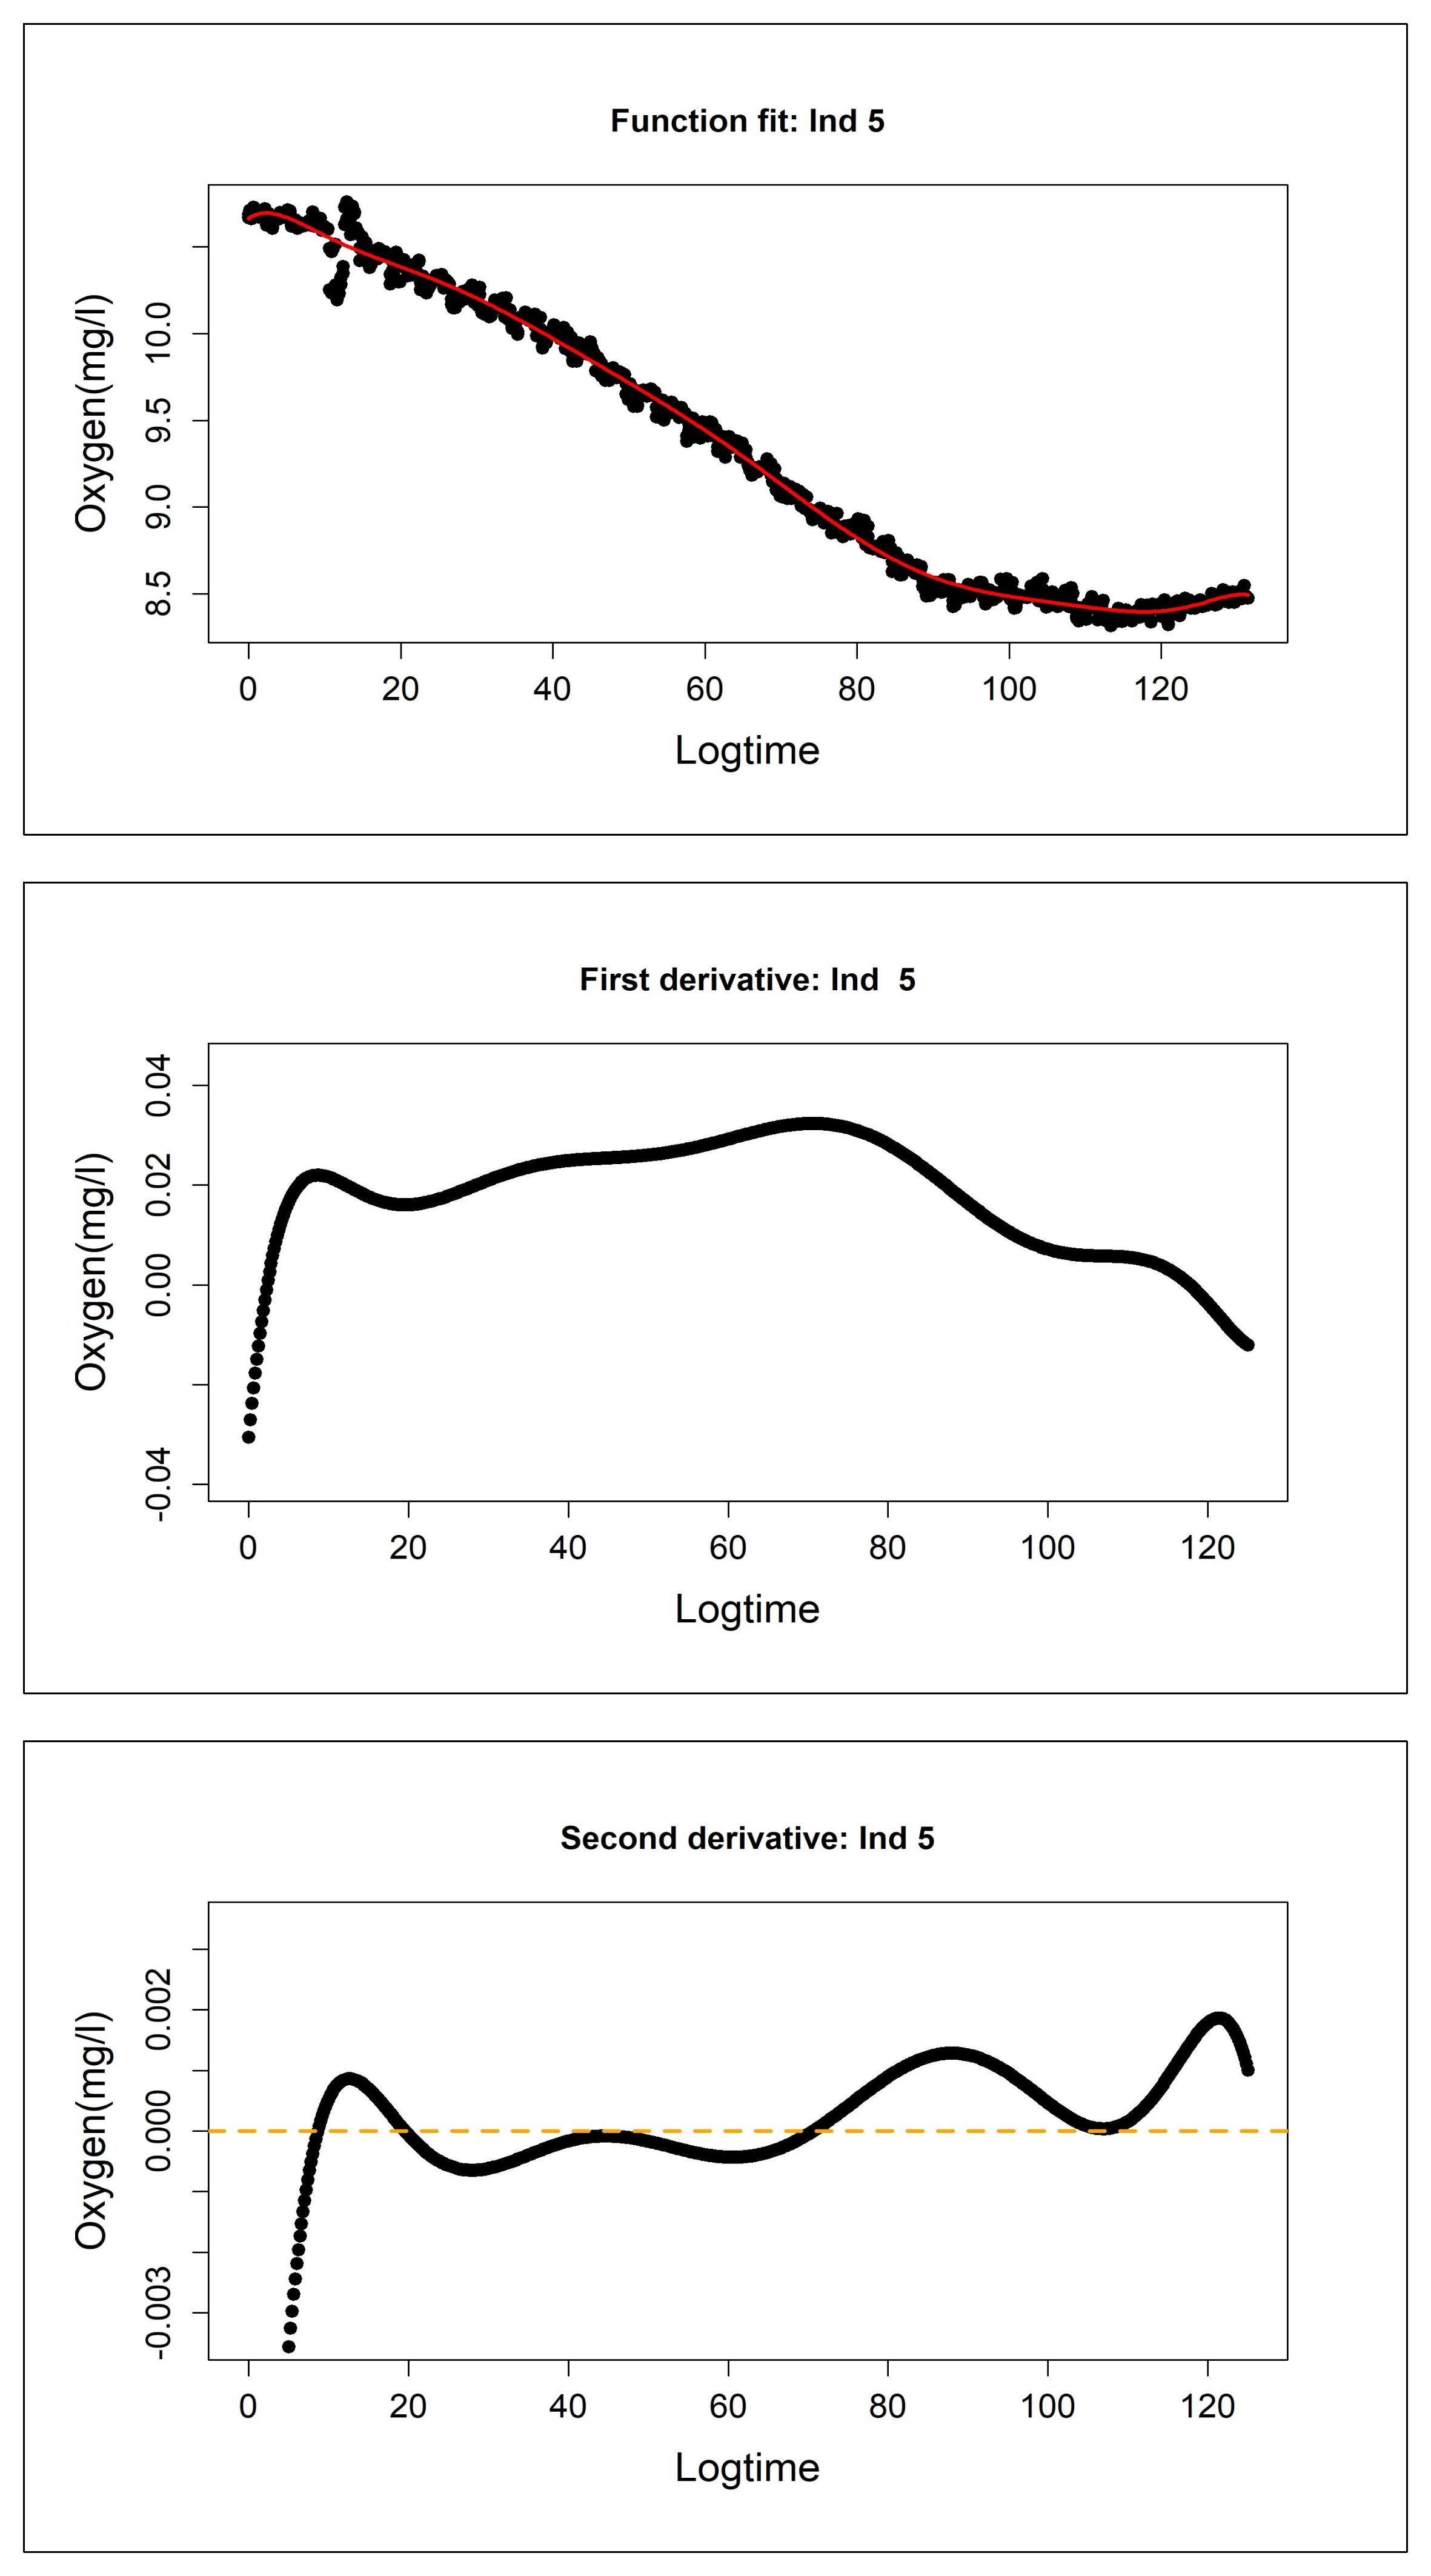 Function fit: Ind 5
Oxygen(mg/l)
10.0
9.5
9.0
8.5
0 20 40 60 80 100 120
Logtime
First derivative: Ind  5
Oxygen(mg/l)
0.04
0.02
0.00
-0.04
0 20 40 60 80 100 120
Logtime
Second derivative: Ind 5
Oxygen(mg/l)
0.002
0.000
-0.003
0 20 40 60 80 100 120
Logtime